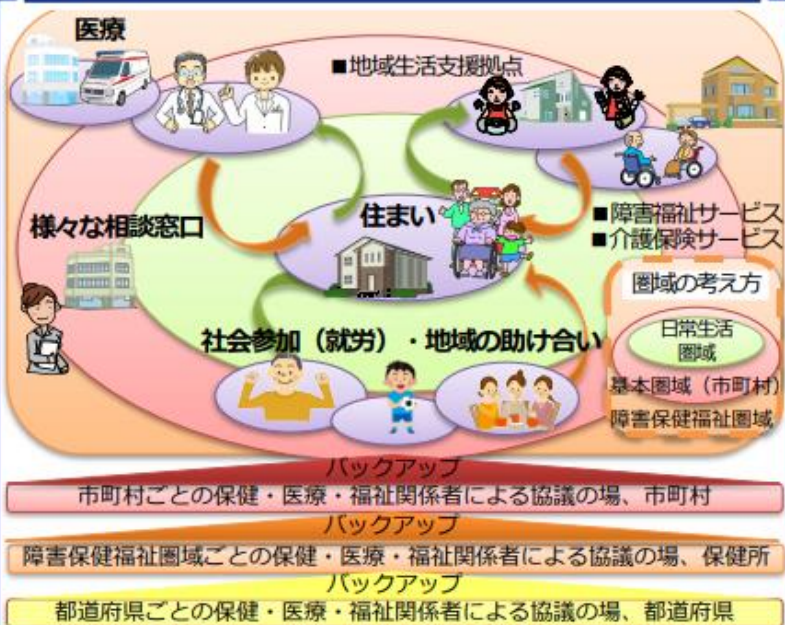 医療
■地域生活支援拠点
様々な相談窓口
住まい
■障害福祉サービス
■介護保険サービス
社会参加（就労）・地域の助け合い
圏域の考え方
日常生活
圏域
基本圏域（市町村）
障害保健福祉圏域
バックアップ
市町村ごとの保健・医療・福祉関係者による協議の場、市町村
バックアップ
障害保健福祉圏域ごとの保健・医療・福祉関係者による協議の場、保健所
バックアップ
都道府県ごとの保健・医療・福祉関係者による協議の場、都道府県